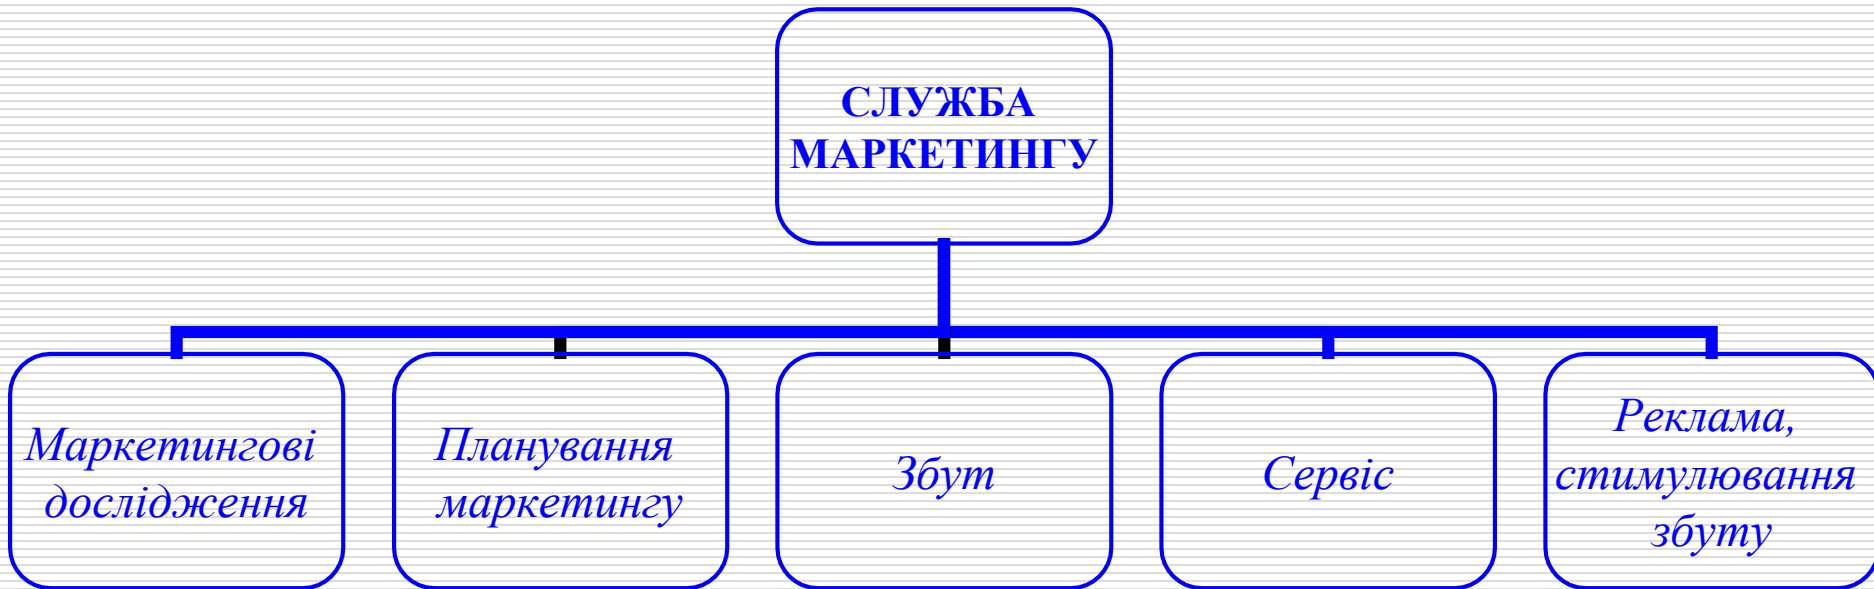 СЛУЖБА
МАРКЕТИНГУ
Маркетингові
дослідження
Планування
маркетингу
Збут
Сервіс
Реклама,
стимулювання
збуту